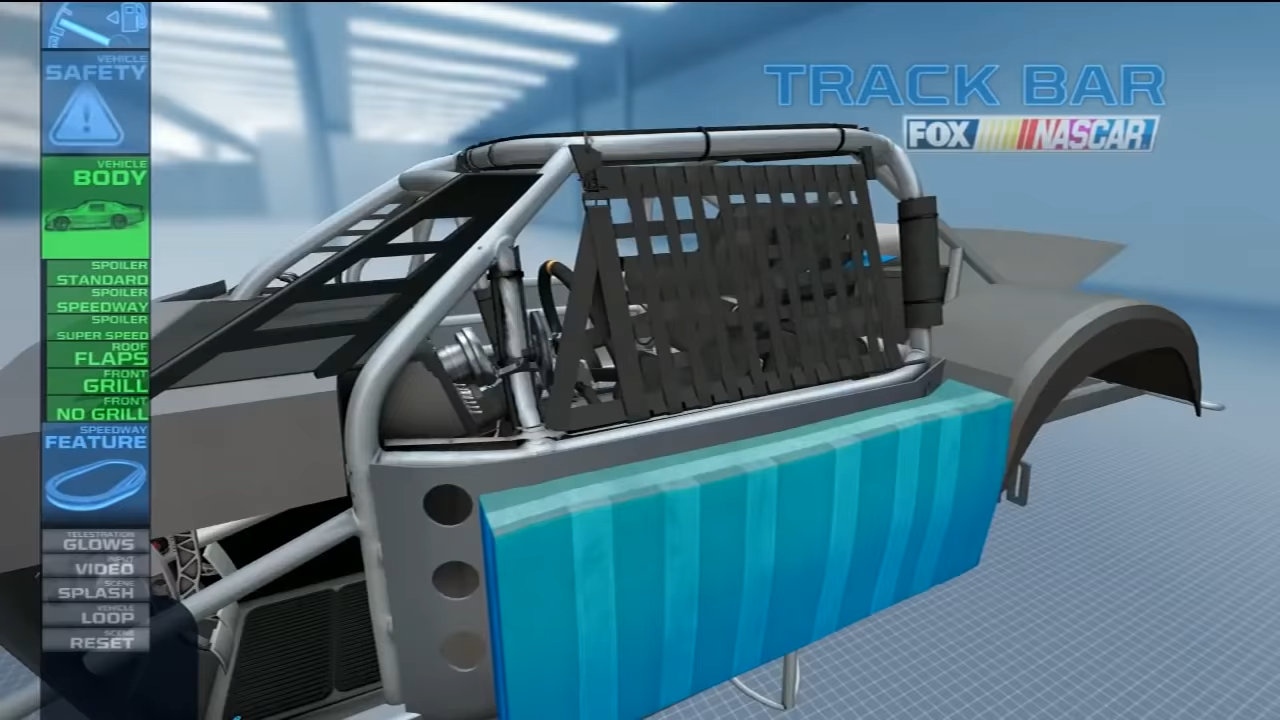 VEHICLE
SAFETY
VEHICLE
BODY
SPOILER
STANDARD
SPOILER
SPEEDWAY
SPOILER
SUPER SPEED
ROOF
FLAPS
FRONT
GRILL
FRONT
NO GRILL
SPEEDWAY
FEATURE
TELESTRATION
GLOWS
INPUT
VIDEO
SCENE
SPLASH
VEHICLE
LOOP
SCENE
RESET
TRACK BAR
FOX NASCAR